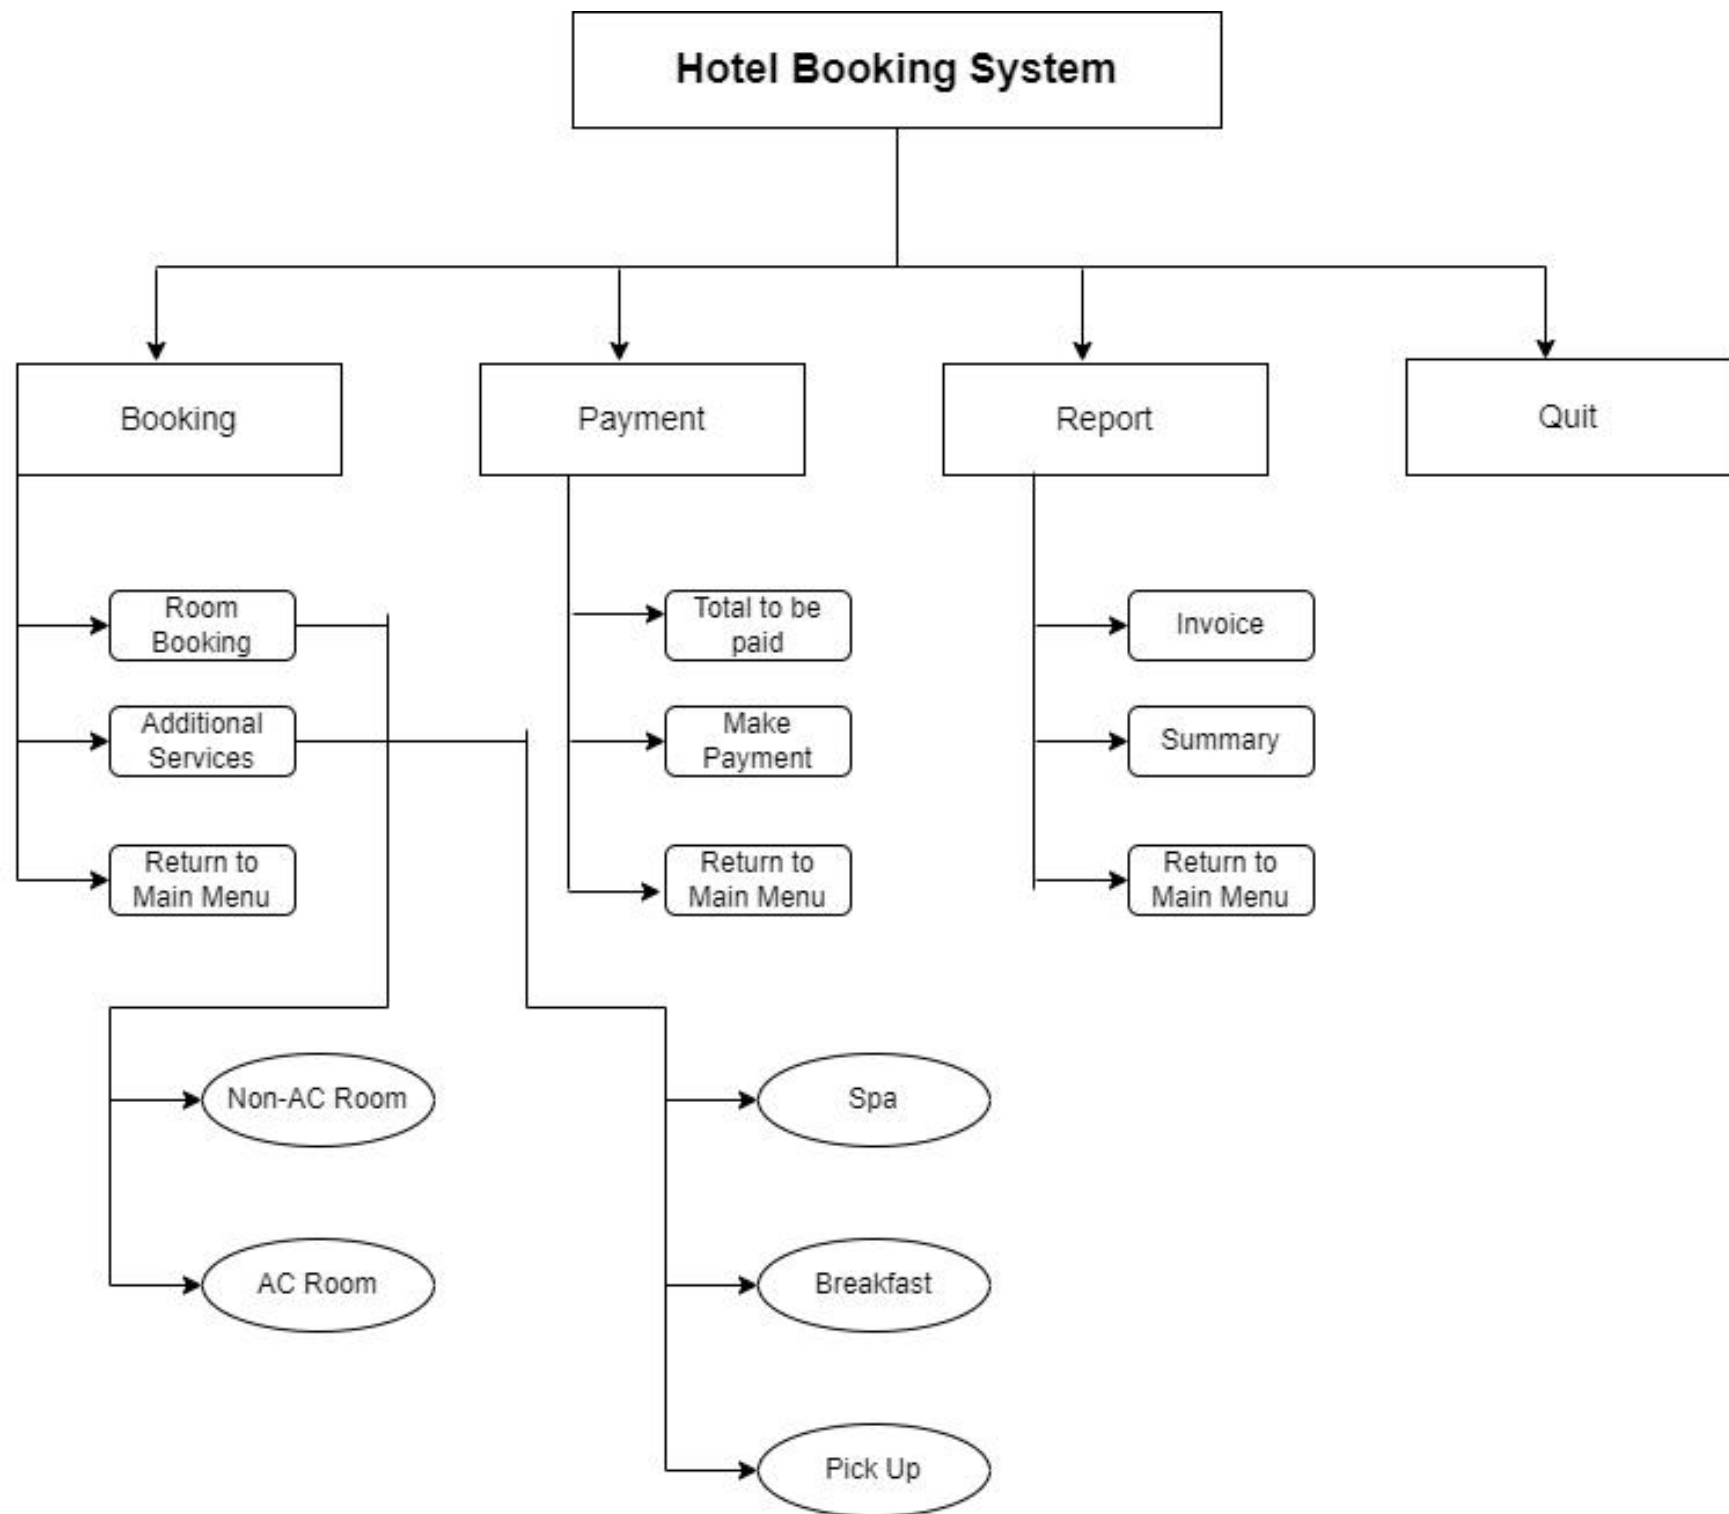 Hotel Booking System
Booking
Payment
Report
Quit
Room
Booking
Total to be
paid
Invoice
Additional
Services
Make
Payment
Summary
Return to
Main Menu
Return to
Main Menu
Return to
Main Menu
Non-AC Room
Spa
AC Room
Breakfast
Pick Up